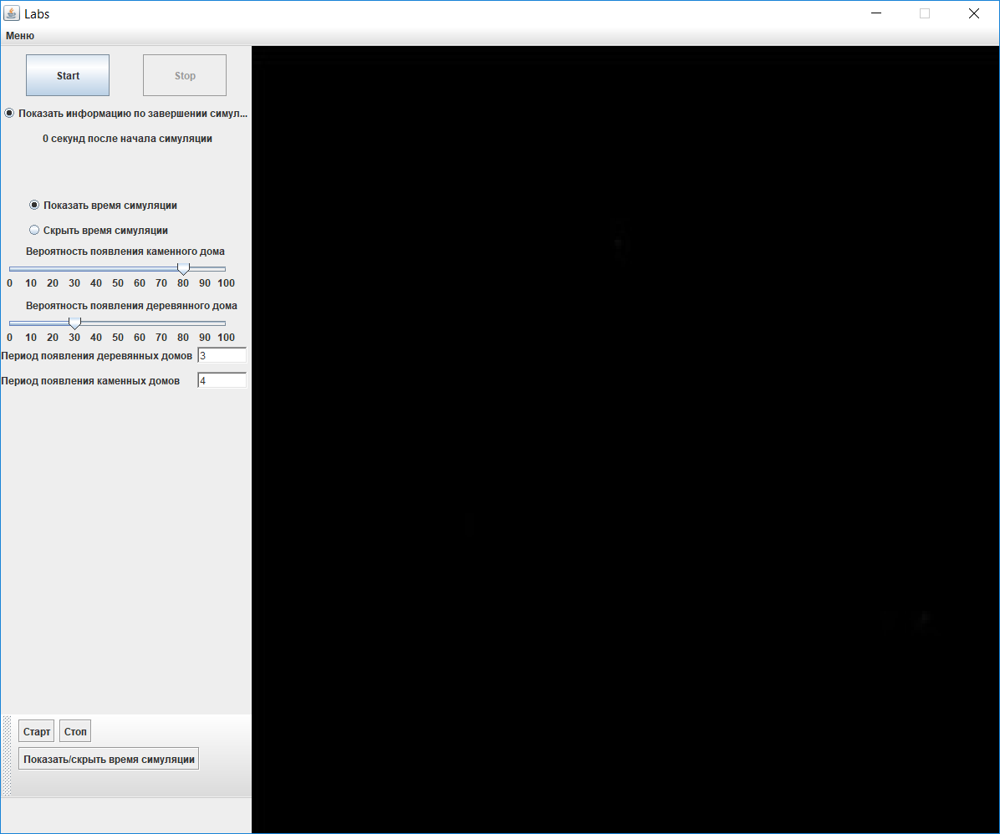 Labs
Меню
Start Stop
Показать информацию по завершении симул...
0 секунд после начала симуляции
Показать время симуляции
Скрыть время симуляции
Вероятность появления каменного дома
0 10 20 30 40 50 60 70 80 90 100
Вероятность появления деревянного дома
0 10 20 30 40 50 60 70 80 90 100
Период появления деревянных домов 3
Период появления каменных домов 4
Старт Стоп
Показать/скрыть время симуляции